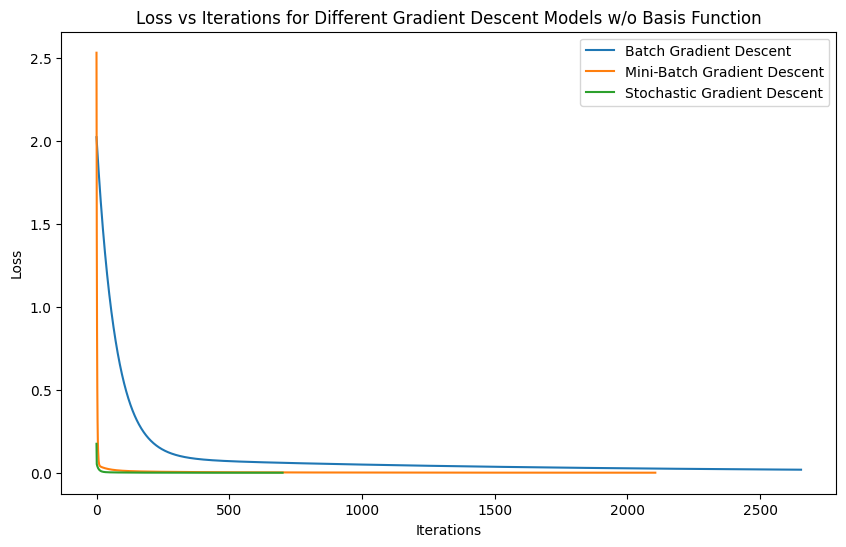 Loss vs Iterations for Different Gradient Descent Models w/o Basis Function
Batch Gradient Descent
Mini-Batch Gradient Descent
Stochastic Gradient Descent
2.5
2.0
1.5
1.0
0.5
0.0
Loss
0 500 1000 1500 2000 2500
Iterations